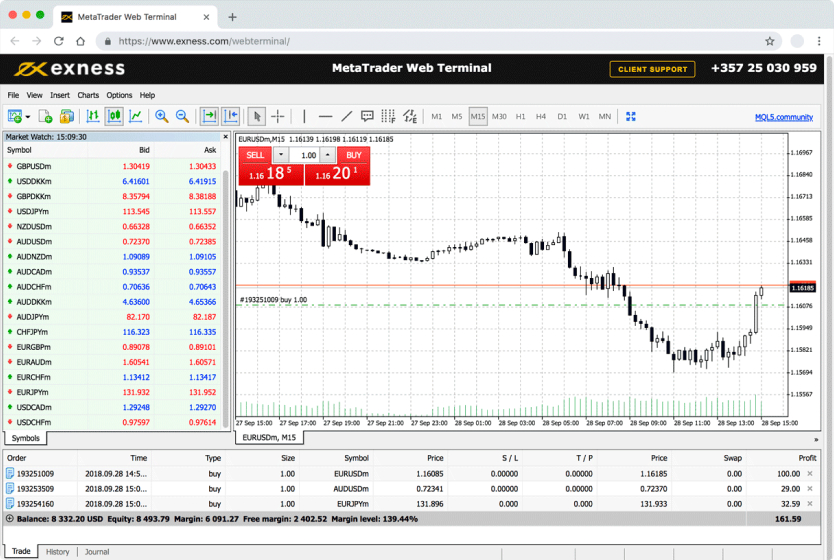 MetaTrader Web Terminal
https://www.exness.com/webterminal/
exness MetaTrader Web Terminal CLIENT SUPPORT +357 25 030 959
File View Insert Charts Options Help
M1 M5 M15 M30 H1 H4 D1 W1 MN MQL5.community
Market Watch: 15:09:30
Symbol Bid Ask
GBPUSDm 1.30419 1.30433
USDDKKm 6.41601 6.41915
GBPDKKm 8.35794 8.38188
USDJPYm 113.545 113.557
NZDUSDm 0.66328 0.66352
AUDUSDm 0.72370 0.72385
AUDNZDm 1.09089 1.09105
AUDCADm 0.93537 0.93557
AUDCHFm 0.70636 0.70643
AUDDKKm 4.63600 4.65366
AUDJPYm 82.170 82.187
CHFJPYm 116.323 116.335
EURGBPm 0.89078 0.89101
EURAUDm 1.60541 1.60571
EURCHFm 1.13412 1.13417
EURJPYm 131.932 131.952
USDCADm 1.29248 1.29270
USDCHFm 0.97597 0.97614
Symbols
EURUSDm,M15 1.16139 1.16198 1.16119 1.16185
SELL 1.00 BUY
1.16 18 5 1.16 20 1
#193251009 buy 1.00
1.16967
1.16840
1.16713
1.16585
1.16458
1.16331
1.16185
1.16076
1.15949
1.15821
1.15694
1.15567
27 Sep 15:00 27 Sep 17:00 27 Sep 19:00 27 Sep 21:00 27 Sep 23:00 28 Sep 01:00 28 Sep 03:00 28 Sep 05:00 28 Sep 07:00 28 Sep 09:00 28 Sep 11:00 28 Sep 13:00 28 Sep 15:00
EURUSDm, M15
Order Time Type Size Symbol Price S / L T / P Price Swap Profit
193251009 2018.09.28 14:5... buy 1.00 EURUSDm 1.16085 0.00000 0.00000 1.16185 0.00 100.00
193253509 2018.09.28 15:0... buy 1.00 AUDUSDm 0.72341 0.00000 0.00000 0.72370 0.00 29.00
193254160 2018.09.28 15:0... buy 1.00 EURJPYm 131.896 0.000 0.000 131.933 0.00 32.59
Balance: 8 332.20 USD Equity: 8 493.79 Margin: 6 091.27 Free margin: 2 402.52 Margin level: 139.44% 161.59
Trade History Journal